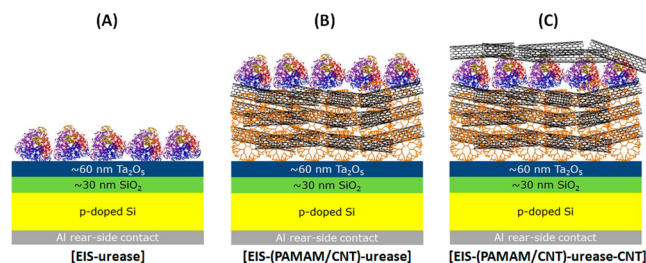 (A)
(B)
(C)
~60 nm Ta₂O₅
~60 nm Ta₂O₅
~60 nm Ta₂O₅
~30 nm SiO₂
~30 nm SiO₂
~30 nm SiO₂
p-doped Si
p-doped Si
p-doped Si
Al rear-side contact
Al rear-side contact
Al rear-side contact
[EIS-urease]
[EIS-(PAMAM/CNT)-urease]
[EIS-(PAMAM/CNT)-urease-CNT]